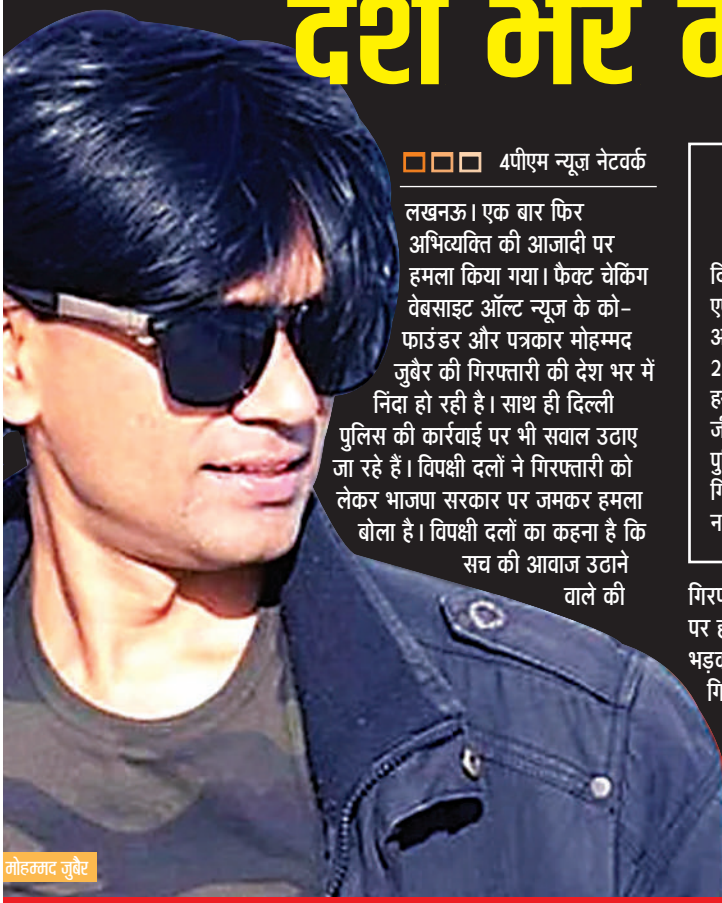 देश भर
4पीएम न्यूज़ नेटवर्क
लखनऊ। एक बार फिर
अभिव्यक्ति की आजादी पर
हमला किया गया। फैक्ट चेकिंग
वेबसाइट ऑल्ट न्यूज के को-
फाउंडर और पत्रकार मोहम्मद
जुबैर की गिरफ्तारी की देश भर में
निंदा हो रही है। साथ ही दिल्ली
पुलिस की कार्रवाई पर भी सवाल उठाए
जा रहे हैं। विपक्षी दलों ने गिरफ्तारी को
लेकर भाजपा सरकार पर जमकर हमला
बोला है। विपक्षी दलों का कहना है कि
सच की आवाज उठाने
वाले की
पर
मोहम्मद जुबैर